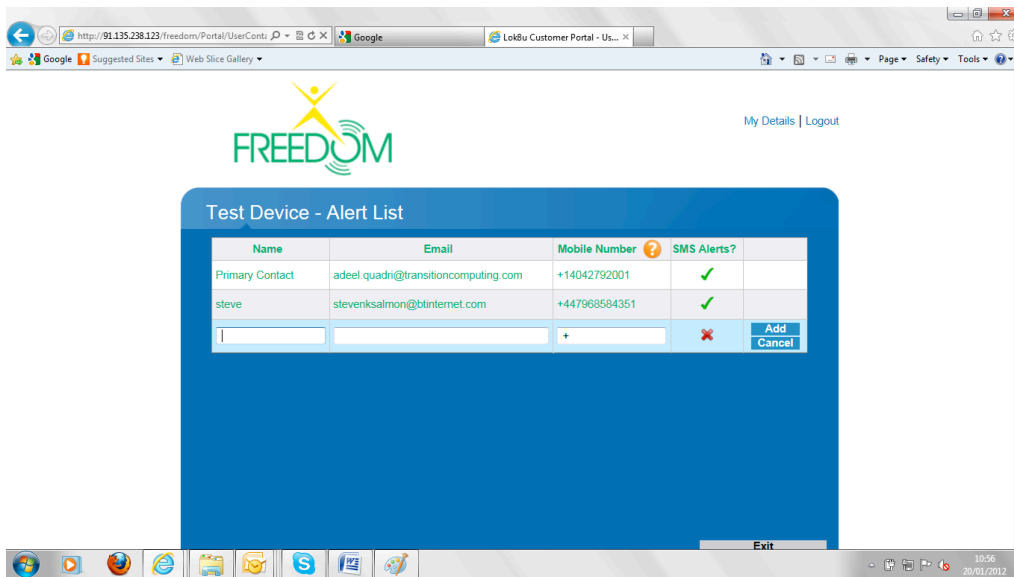 http://91.135.238.123/freedom/Portal/UserConta
Google
Lok8u Customer Portal - Us...
Google Suggested Sites Web Slice Gallery
Page Safety Tools
FREEDOM
My Details | Logout
Test Device - Alert List
Name Email Mobile Number ? SMS Alerts?
Primary Contact adeel.quadri@transitioncomputing.com +14042792001
steve stevenksalmon@btinternet.com +447968584351
+ Add
Cancel
Exit
10:56
20/01/2012